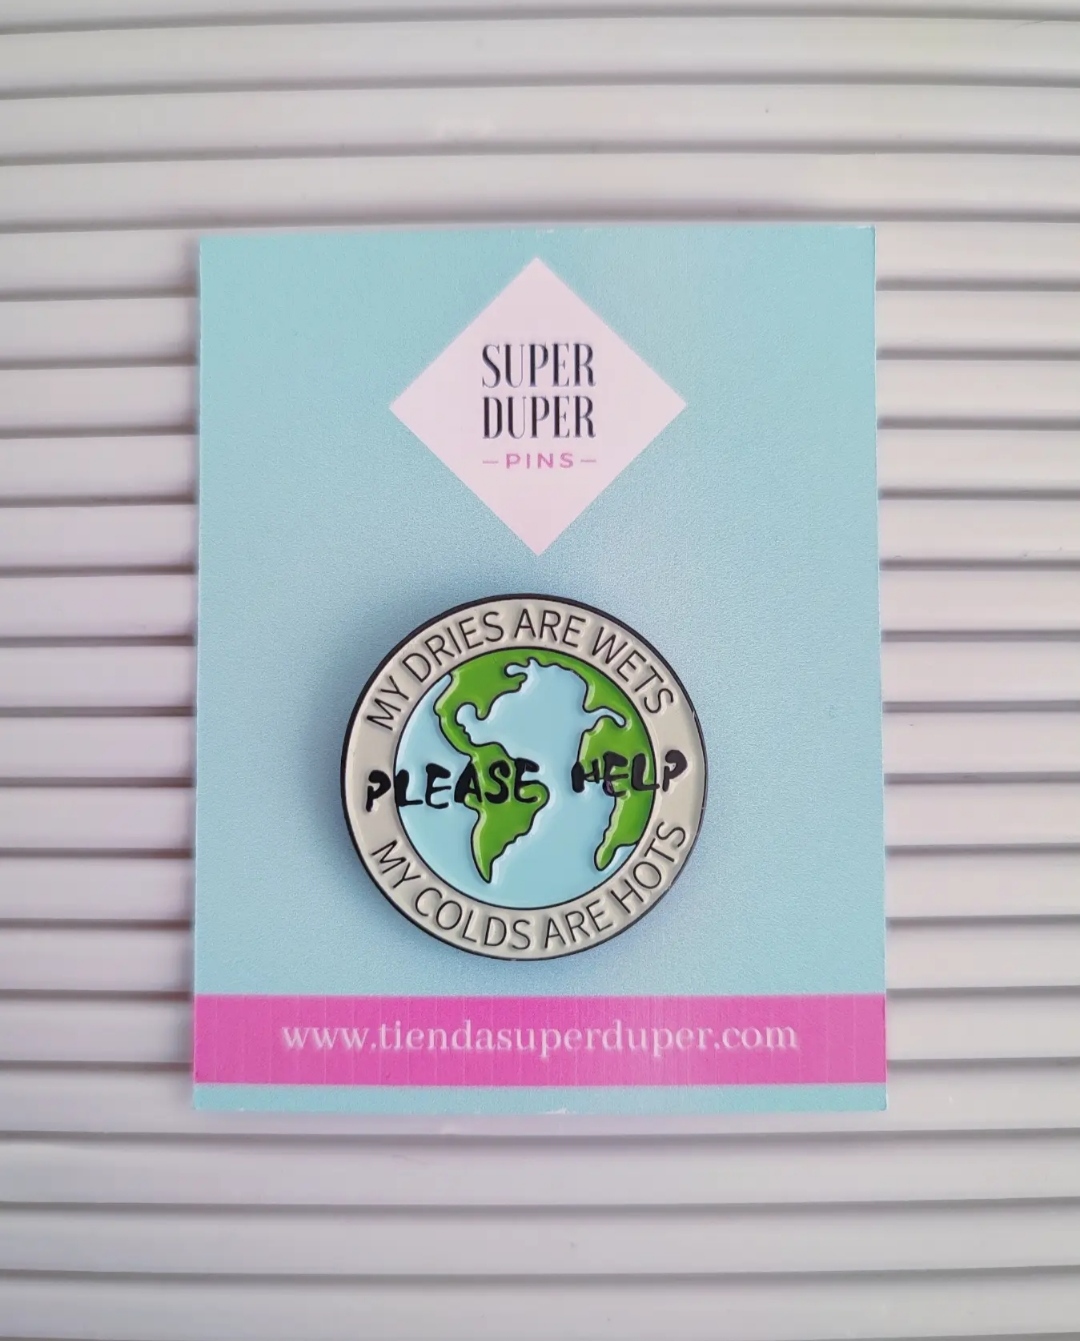 SUPER
DUPER
PINS
MY DRIES ARE WETS
PLEASE HELP
MY COLDS ARE HOTS
www.tiendasuperduper.com